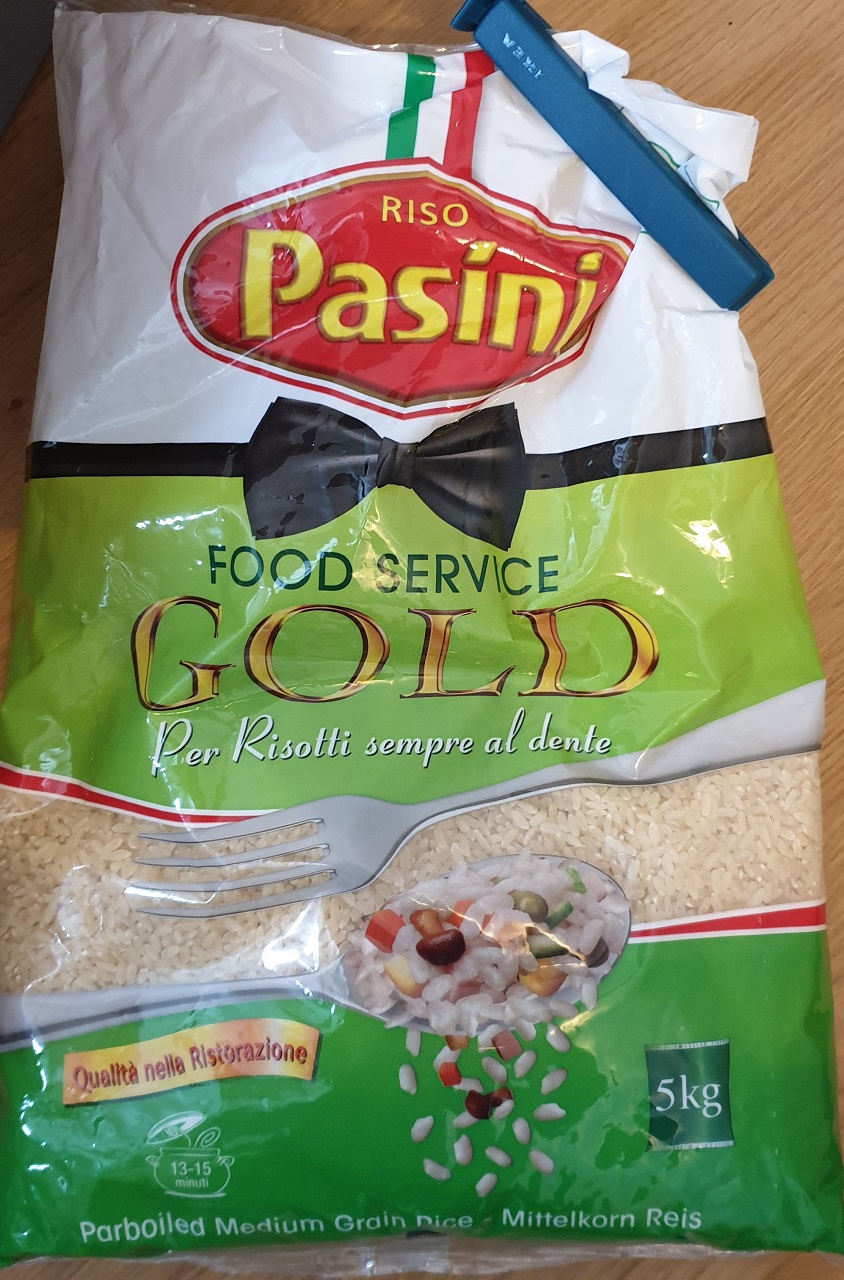 RISO
Pasíní
FOOD SERVICE
GOLD
Per Risotti sempre al dente
Qualità nella Ristorazione
5kg
13-15
minuti
Parboiled Medium Grain Rice - Mittelkorn Reis